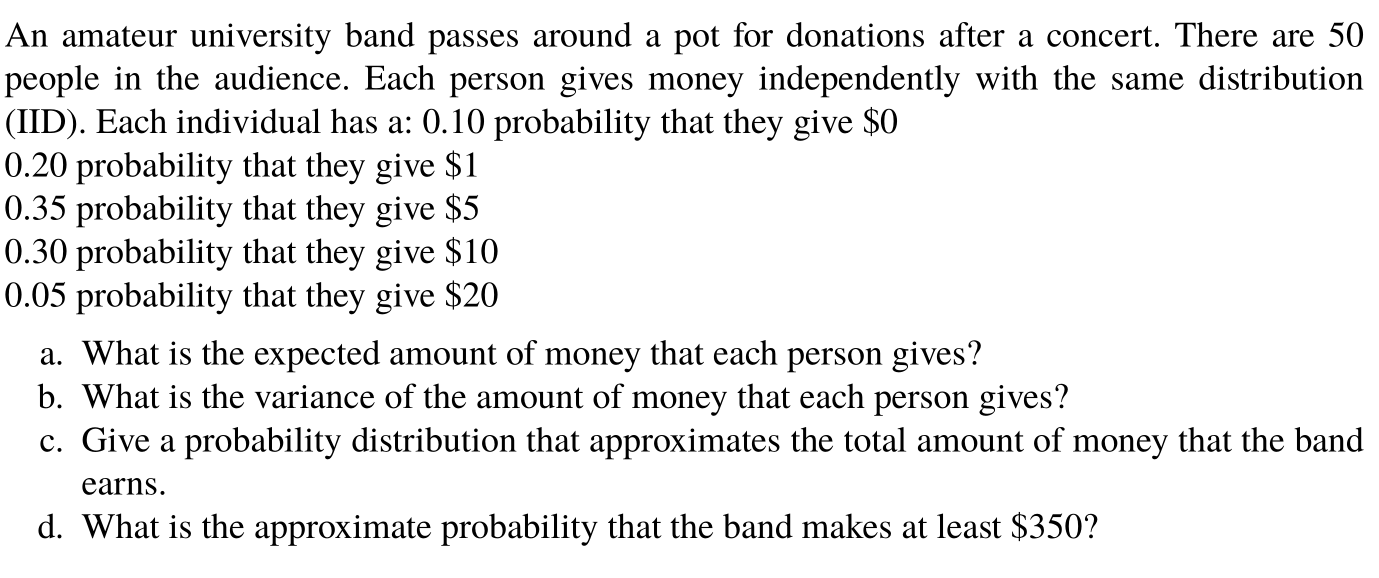 An amateur university band passes around a pot for donations after a concert. There are 50
people in the audience. Each person gives money independently with the same distribution
(IID). Each individual has a: 0.10 probability that they give $0
0.20 probability that they give $1
0.35 probability that they give $5
0.30 probability that they give $10
0.05 probability that they give $20
a. What is the expected amount of money that each person gives?
b. What is the variance of the amount of money that each person gives?
c. Give a probability distribution that approximates the total amount of money that the band
earns.
d. What is the approximate probability that the band makes at least $350?